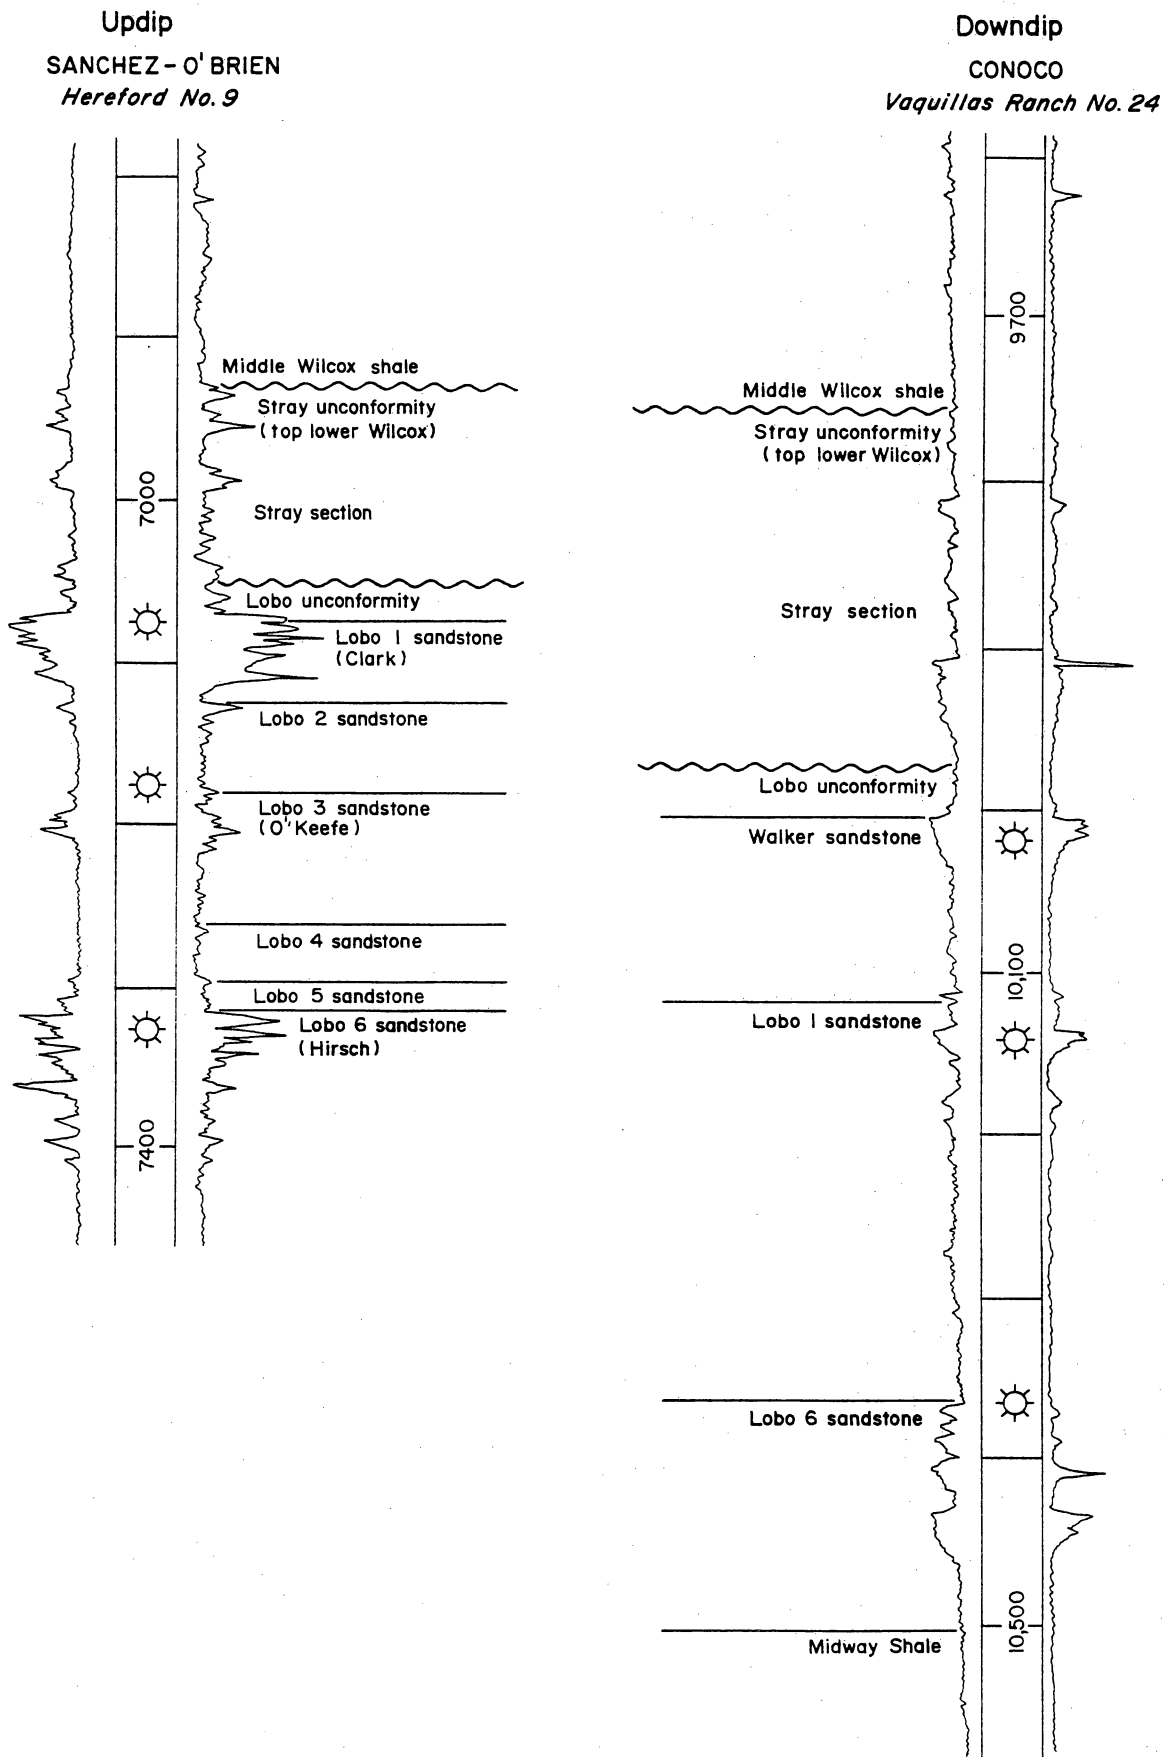 Updip
SANCHEZ-O'BRIEN
Hereford No. 9
Middle Wilcox shale
Stray unconformity
(top lower Wilcox)
7000
Stray section
Lobo unconformity
Lobo 1 sandstone
(Clark)
Lobo 2 sandstone
Lobo 3 sandstone
(O'Keefe)
Lobo 4 sandstone
Lobo 5 sandstone
Lobo 6 sandstone
(Hirsch)
7400
Downdip
CONOCO
Vaquillas Ranch No. 24
9700
Middle Wilcox shale
Stray unconformity
(top lower Wilcox)
Stray section
Lobo unconformity
Walker sandstone
10,100
Lobo 1 sandstone
Lobo 6 sandstone
10,500
Midway Shale